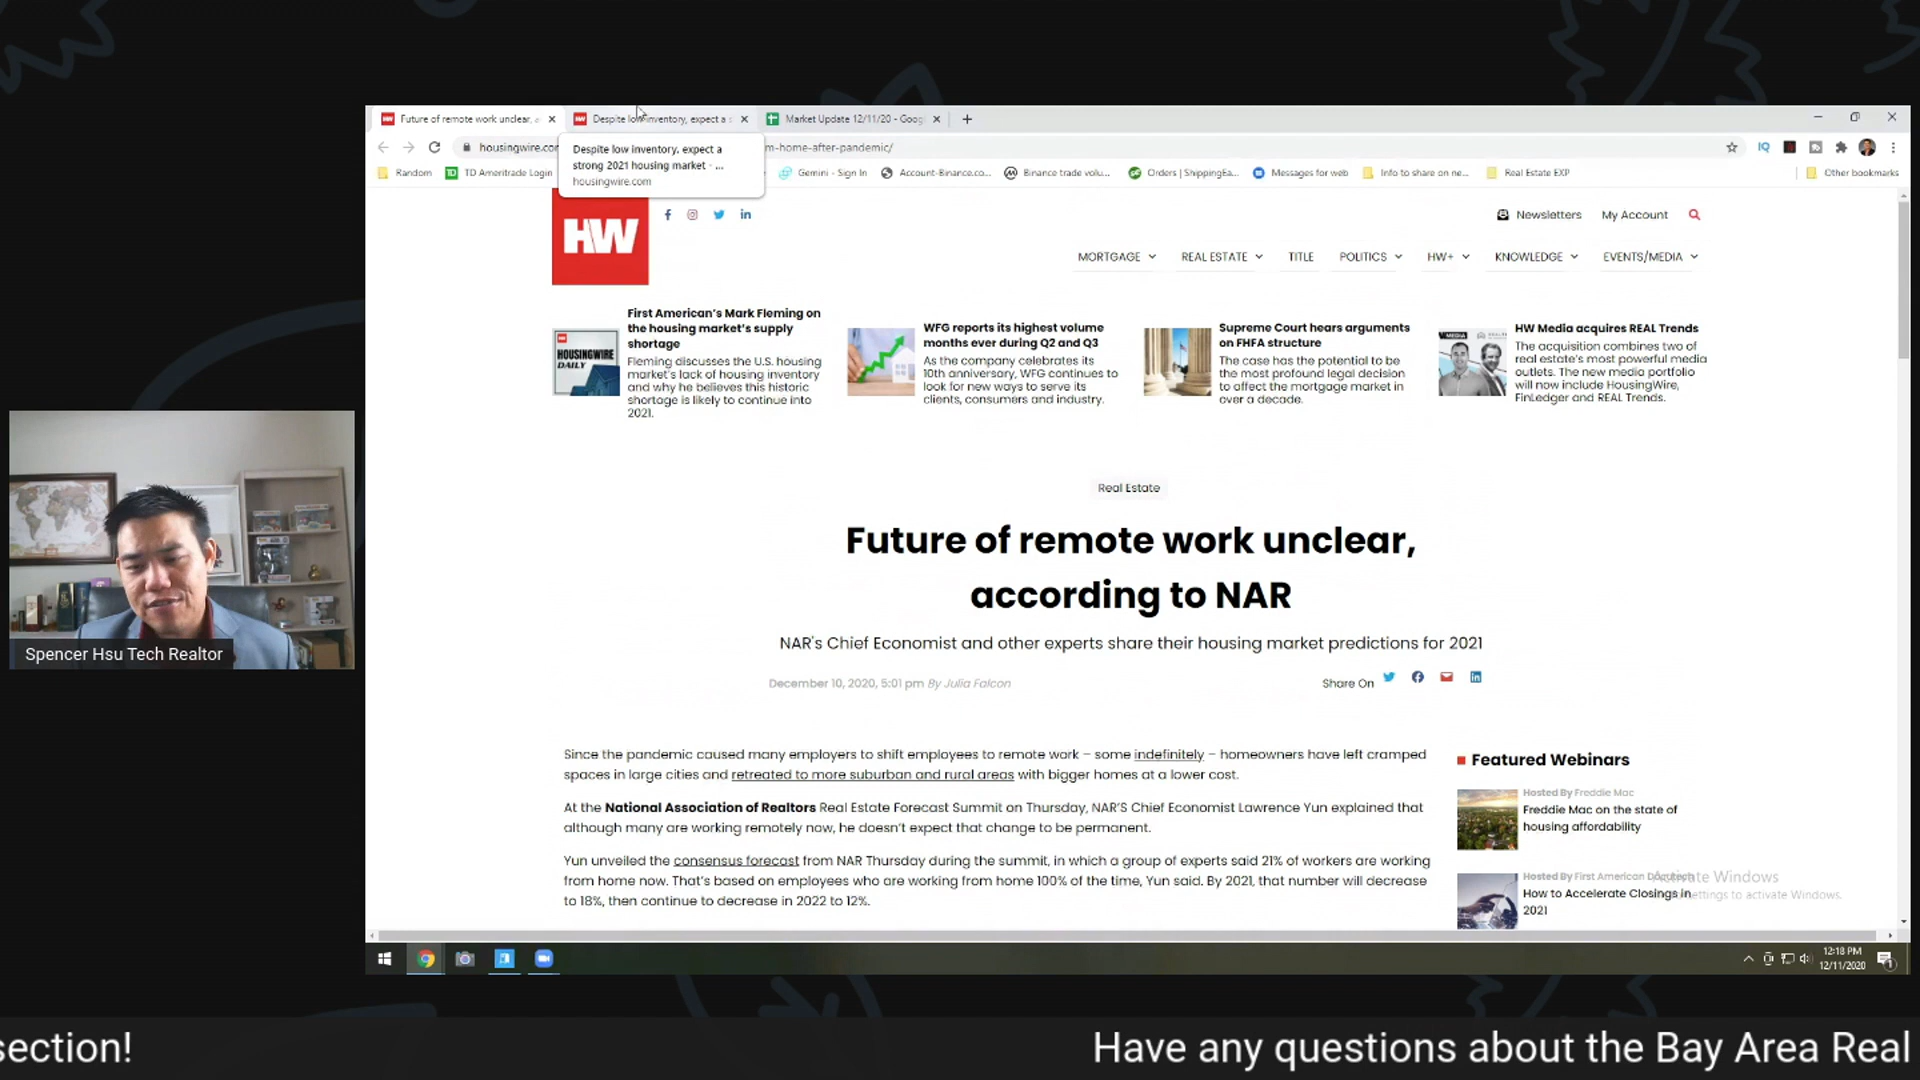 Future of remote work unclear, a
Despite low inventory, expect a s
Market Update 12/11/20 - Goog
housingwire.com
m-home-after-pandemic/
Despite low inventory, expect a
strong 2021 housing market - ...
housingwire.com
Random
TD Ameritrade Login
Gemini - Sign In
Account-Binance.co...
Binance trade volu...
Orders | ShippingEa...
Messages for web
Info to share on ne...
Real Estate EXP
Other bookmarks
HW
Newsletters
My Account
MORTGAGE
REAL ESTATE
TITLE
POLITICS
HW+
KNOWLEDGE
EVENTS/MEDIA
HOUSINGWIRE
DAILY
First American's Mark Fleming on
the housing market's supply
shortage
Fleming discusses the U.S. housing
market's lack of housing inventory
and why he believes this historic
shortage is likely to continue into
2021.
WFG reports its highest volume
months ever during Q2 and Q3
As the company celebrates its
10th anniversary, WFG continues to
look for new ways to serve its
clients, consumers and industry.
Supreme Court hears arguments
on FHFA structure
The case has the potential to be
the most profound legal decision
to affect the mortgage market in
over a decade.
MEDIA
HW Media acquires REAL Trends
The acquisition combines two of
real estate's most powerful media
outlets. The new media portfolio
will now include HousingWire,
FinLedger and REAL Trends.
Real Estate
Future of remote work unclear,
according to NAR
NAR's Chief Economist and other experts share their housing market predictions for 2021
December 10, 2020, 5:01 pm By Julia Falcon
Share On
Since the pandemic caused many employers to shift employees to remote work – some indefinitely – homeowners have left cramped
spaces in large cities and retreated to more suburban and rural areas with bigger homes at a lower cost.
At the National Association of Realtors Real Estate Forecast Summit on Thursday, NAR'S Chief Economist Lawrence Yun explained that
although many are working remotely now, he doesn't expect that change to be permanent.
Yun unveiled the consensus forecast from NAR Thursday during the summit, in which a group of experts said 21% of workers are working
from home now. That's based on employees who are working from home 100% of the time, Yun said. By 2021, that number will decrease
to 18%, then continue to decrease in 2022 to 12%.
Featured Webinars
Hosted By Freddie Mac
Freddie Mac on the state of
housing affordability
Hosted By First American
How to Accelerate Closings in
2021
Activate Windows
settings to activate Windows.
12:18 PM
12/11/2020
Spencer Hsu Tech Realtor
section!
Have any questions about the Bay Area Real